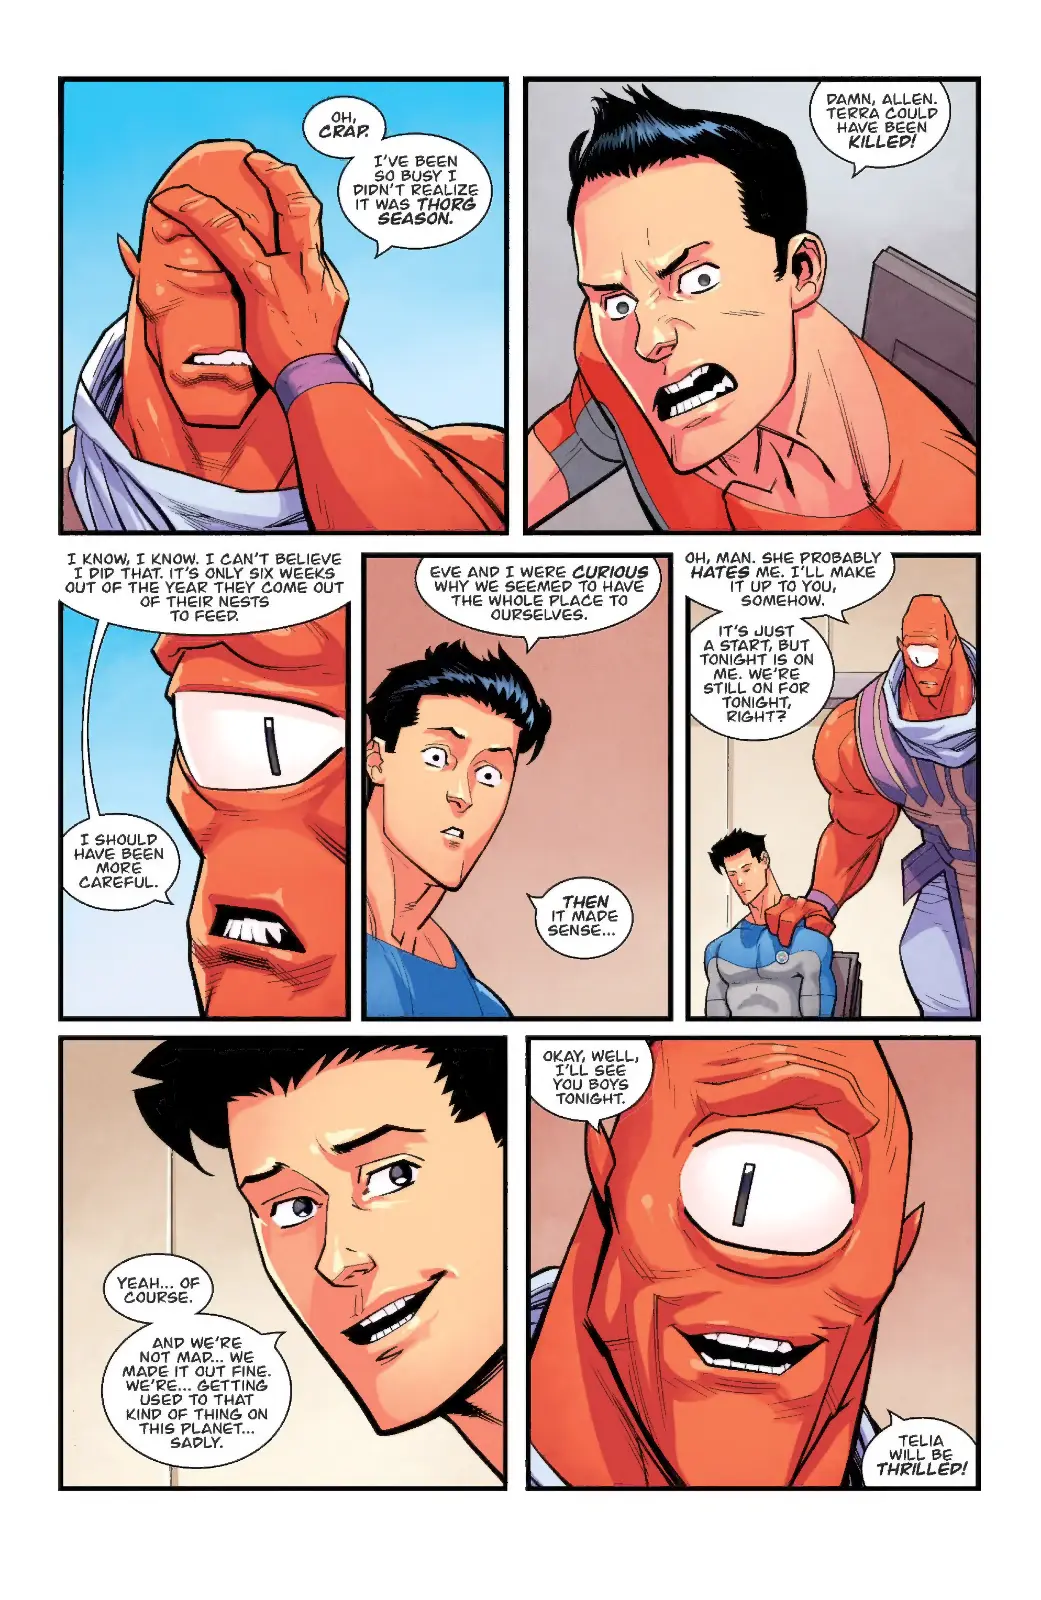 OH,
CRAP.
I'VE BEEN
SO BUSY I
DIDN'T REALIZE
IT WAS THORG
SEASON.
DAMN, ALLEN.
TERRA COULD
HAVE BEEN
KILLED!
I KNOW, I KNOW. I CAN'T BELIEVE
I DID THAT. IT'S ONLY SIX WEEKS
OUT OF THE YEAR THEY COME OUT
OF THEIR NESTS
TO FEED.
I SHOULD
HAVE BEEN
MORE
CAREFUL.
EVE AND I WERE CURIOUS
WHY WE SEEMED TO HAVE
THE WHOLE PLACE TO
OURSELVES.
THEN
IT MADE
SENSE...
OH, MAN. SHE PROBABLY
HATES ME. I'LL MAKE
IT UP TO YOU,
SOMEHOW.
IT'S JUST
A START, BUT
TONIGHT IS ON
ME. WE'RE
STILL ON FOR
TONIGHT,
RIGHT?
YEAH... OF
COURSE.
AND WE'RE
NOT MAD... WE
MADE IT OUT FINE.
WE'RE... GETTING
USED TO THAT
KIND OF THING ON
THIS PLANET...
SADLY.
OKAY, WELL,
I'LL SEE
YOU BOYS
TONIGHT.
TELIA
WILL BE
THRILLED!